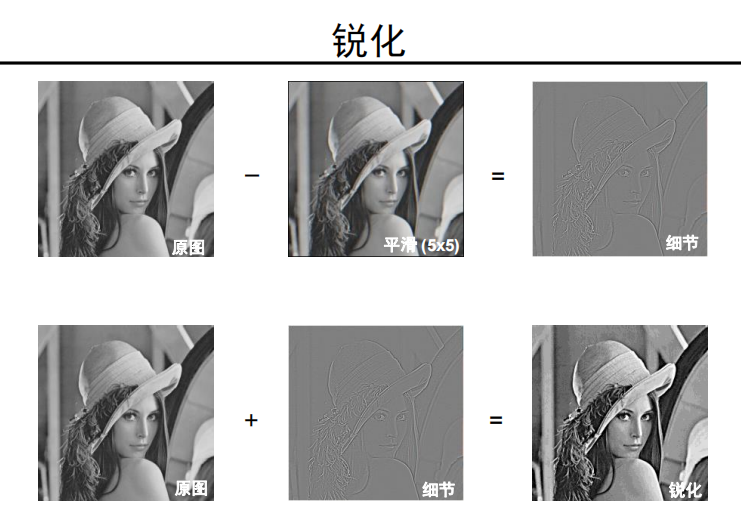 锐化
− =
原图
平滑 (5x5)
细节
+ =
原图
细节
锐化